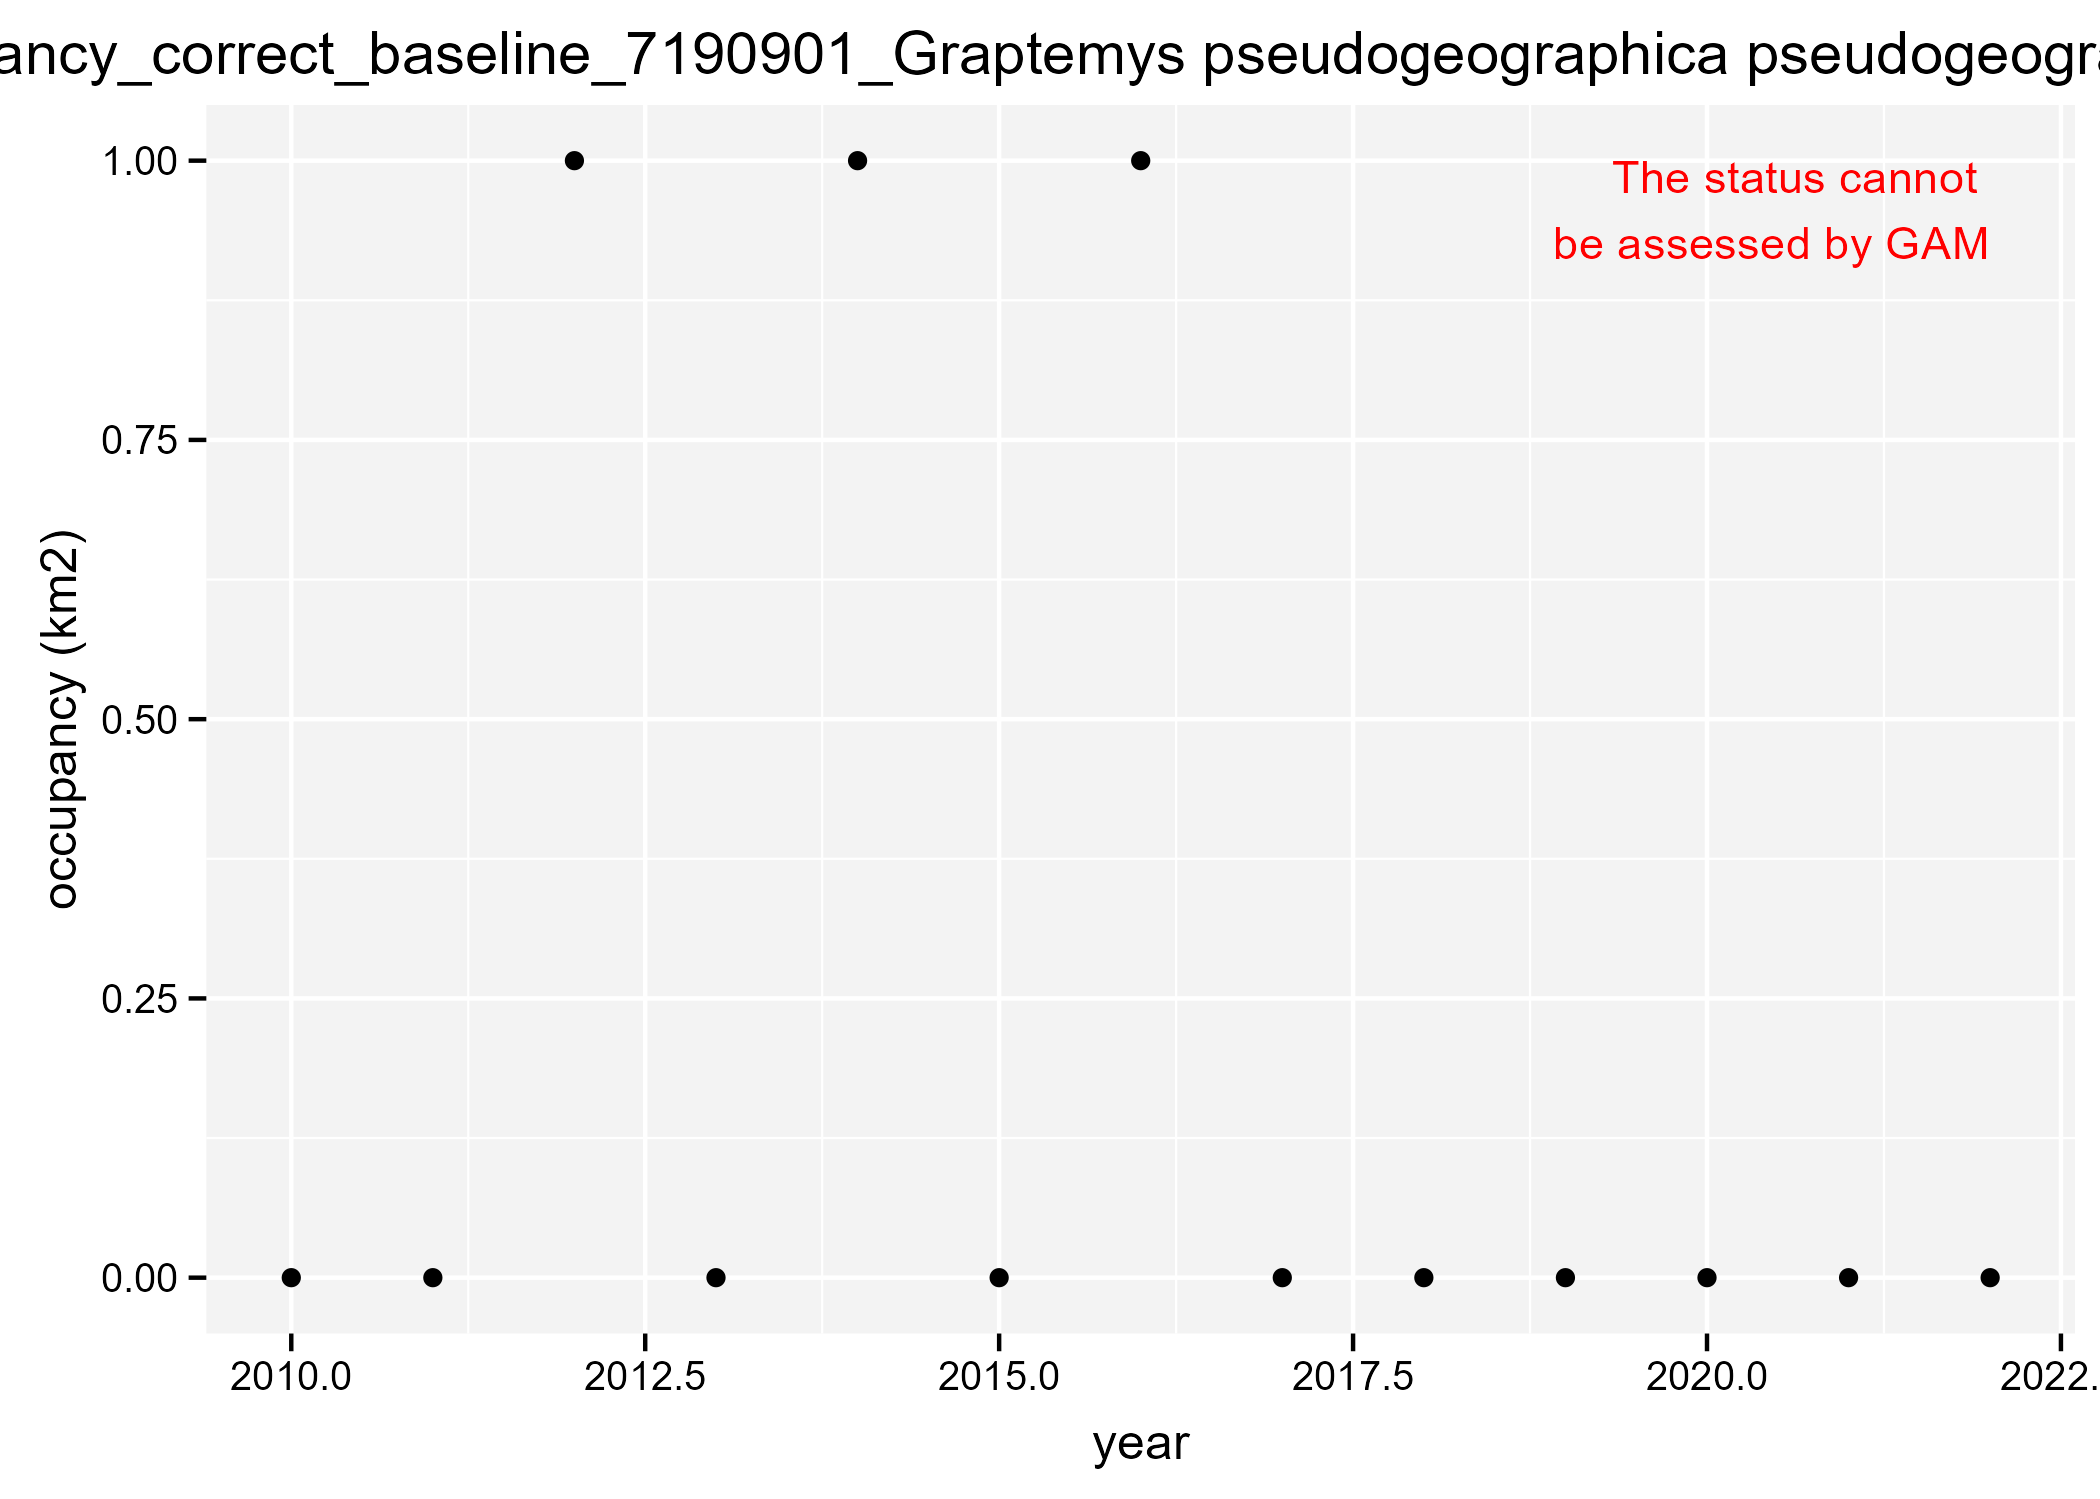 ancy_correct_baseline_7190901_Graptemys pseudogeographica pseudogeogra
The status cannot
be assessed by GAM
1.00
0.75
0.50
0.25
0.00
occupancy (km2)
2010.0 2012.5 2015.0 2017.5 2020.0 2022.
year